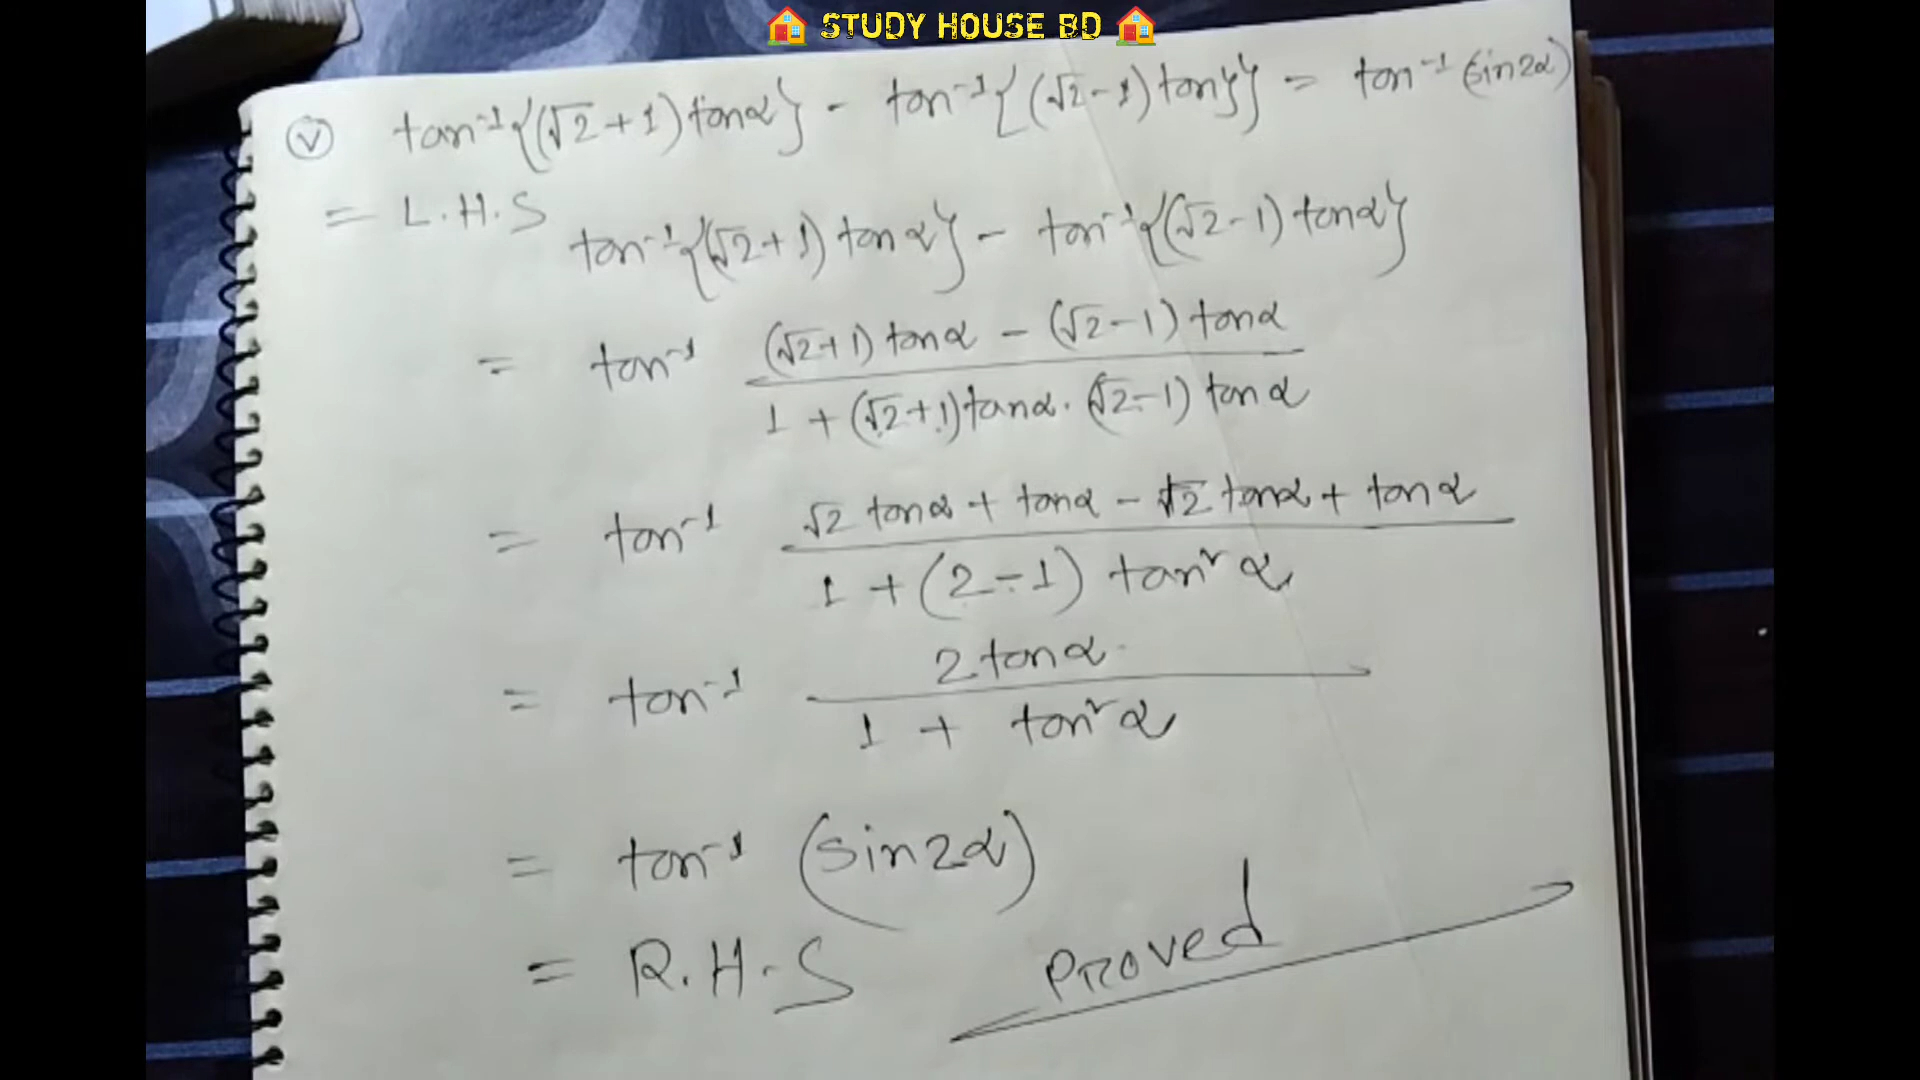 🏠 STUDY HOUSE BD 🏠
(v) tan⁻¹{(√2+1)tanα} - tan⁻¹{(√2-1)tan}} = tan⁻¹(sin2α)
= L.H.S
tan⁻¹{(√2+1)tanα} - tan⁻¹{(√2-1)tanα}
= tan⁻¹ (√2+1)tanα - (√2-1)tanα
1 + (√2+1)tanα. (√2-1)tanα
= tan⁻¹ √2 tanα + tanα - √2 tanα + tanα
1 + (2-1) tan²α
= tan⁻¹ 2tanα
1 + tan²α
= tan⁻¹ (sin2α)
= R.H.S Proved